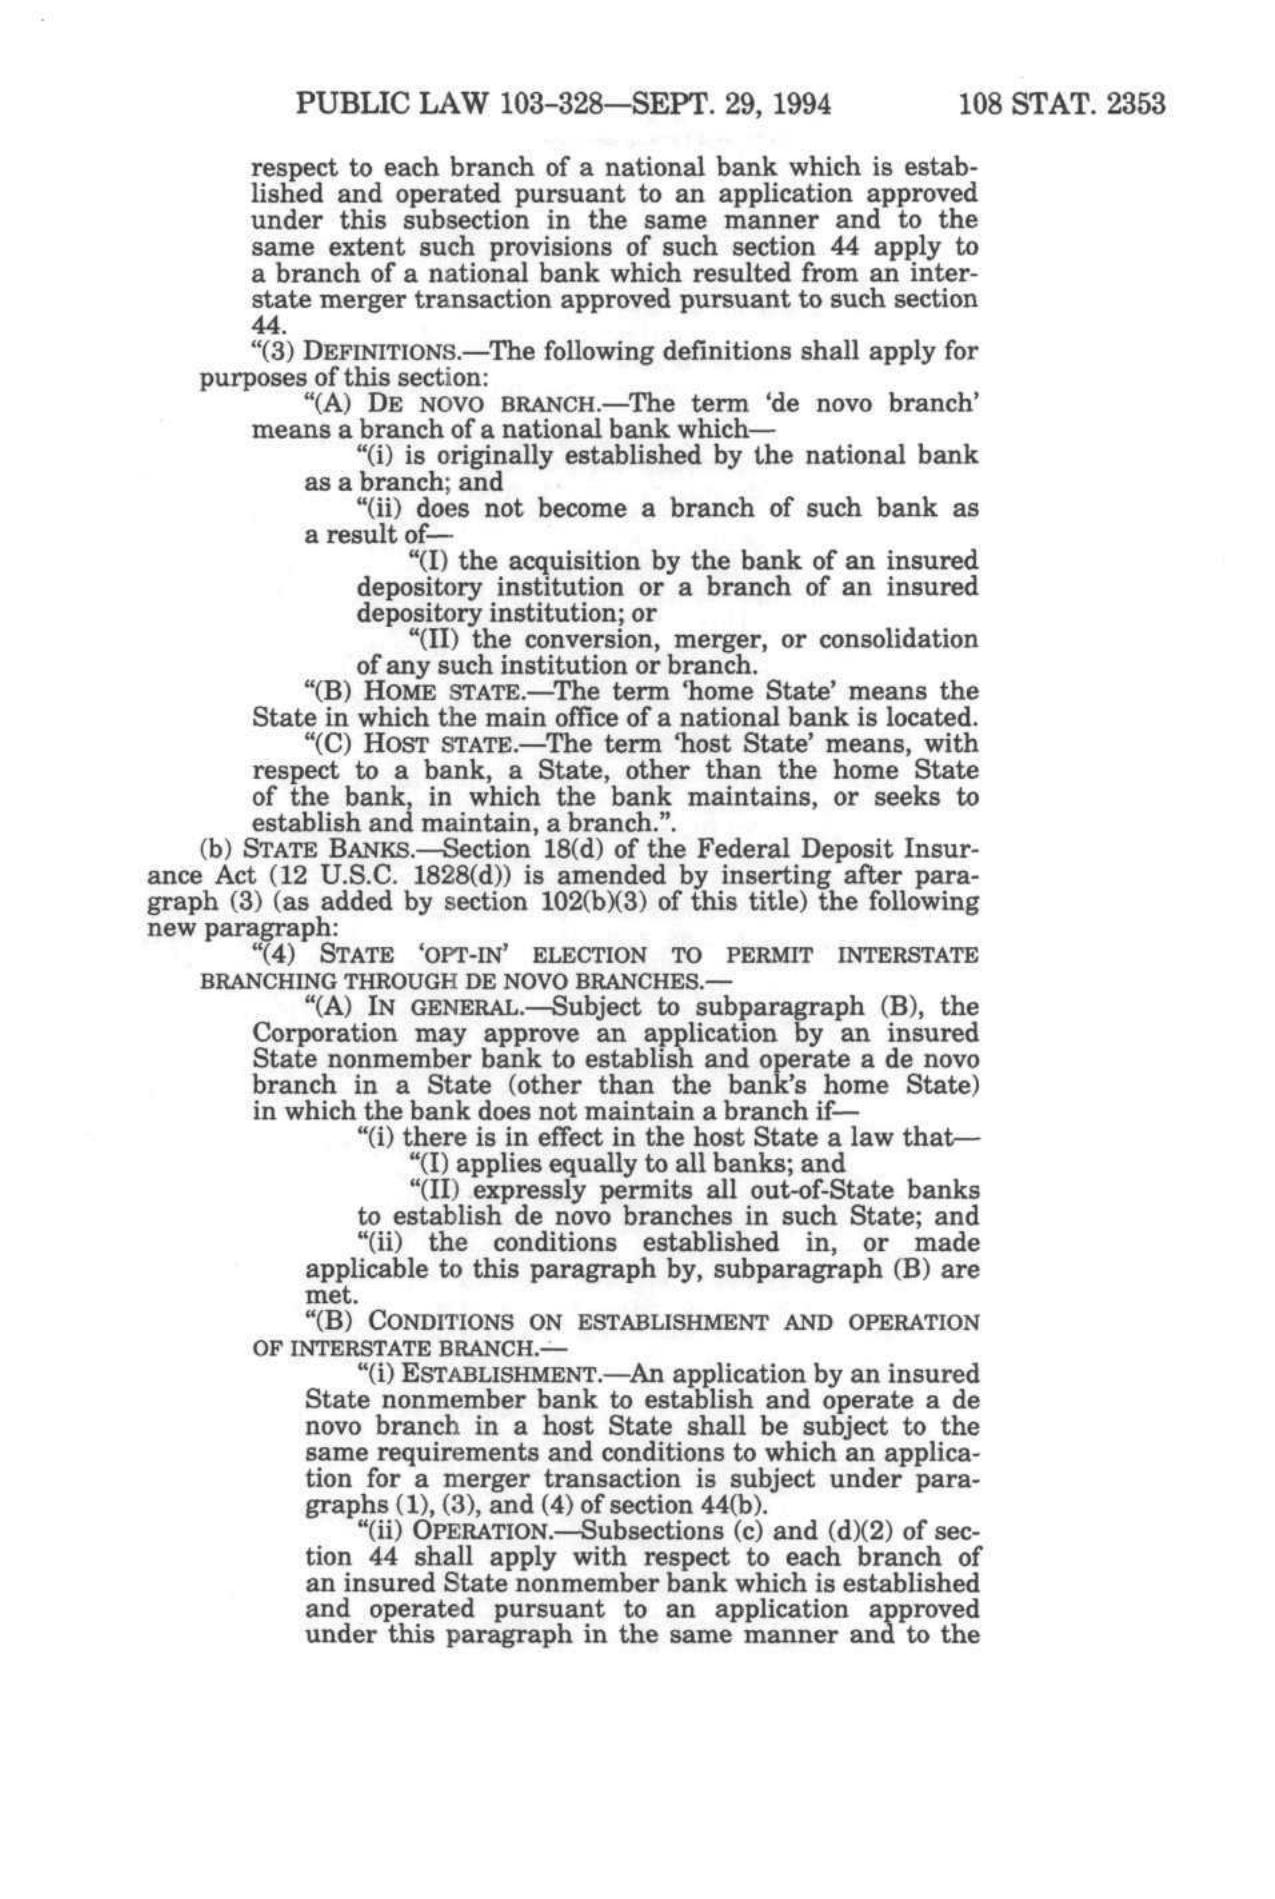 PUBLIC LAW 103–328—SEPT. 29, 1994 108 STAT. 2353
respect to each branch of a national bank which is estab-
lished and operated pursuant to an application approved
under this subsection in the same manner and to the
same extent such provisions of such section 44 apply to
a branch of a national bank which resulted from an inter-
state merger transaction approved pursuant to such section
44.
“(3) DEFINITIONS.—The following definitions shall apply for
purposes of this section:
“(A) DE NOVO BRANCH.—The term ‘de novo branch’
means a branch of a national bank which—
“(i) is originally established by the national bank
as a branch; and
“(ii) does not become a branch of such bank as
a result of—
“(I) the acquisition by the bank of an insured
depository institution or a branch of an insured
depository institution; or
“(II) the conversion, merger, or consolidation
of any such institution or branch.
“(B) HOME STATE.—The term ‘home State’ means the
State in which the main office of a national bank is located.
“(C) HOST STATE.—The term ‘host State’ means, with
respect to a bank, a State, other than the home State
of the bank, in which the bank maintains, or seeks to
establish and maintain, a branch.”.
(b) STATE BANKS.—Section 18(d) of the Federal Deposit Insur-
ance Act (12 U.S.C. 1828(d)) is amended by inserting after para-
graph (3) (as added by section 102(b)(3) of this title) the following
new paragraph:
“(4) STATE ‘OPT-IN’ ELECTION TO PERMIT INTERSTATE
BRANCHING THROUGH DE NOVO BRANCHES.—
“(A) IN GENERAL.—Subject to subparagraph (B), the
Corporation may approve an application by an insured
State nonmember bank to establish and operate a de novo
branch in a State (other than the bank’s home State)
in which the bank does not maintain a branch if—
“(i) there is in effect in the host State a law that—
“(I) applies equally to all banks; and
“(II) expressly permits all out-of-State banks
to establish de novo branches in such State; and
“(ii) the conditions established in, or made
applicable to this paragraph by, subparagraph (B) are
met.
“(B) CONDITIONS ON ESTABLISHMENT AND OPERATION
OF INTERSTATE BRANCH.—
“(i) ESTABLISHMENT.—An application by an insured
State nonmember bank to establish and operate a de
novo branch in a host State shall be subject to the
same requirements and conditions to which an applica-
tion for a merger transaction is subject under para-
graphs (1), (3), and (4) of section 44(b).
“(ii) OPERATION.—Subsections (c) and (d)(2) of sec-
tion 44 shall apply with respect to each branch of
an insured State nonmember bank which is established
and operated pursuant to an application approved
under this paragraph in the same manner and to the